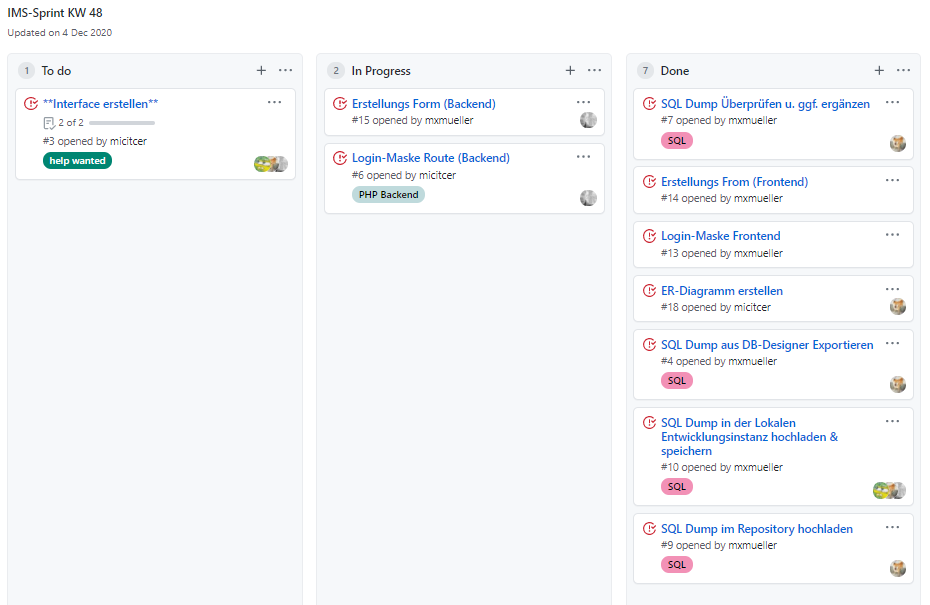 IMS-Sprint KW 48
Updated on 4 Dec 2020
1 To do
**Interface erstellen**
2 of 2
#3 opened by micitcer
help wanted
2 In Progress
Erstellungs Form (Backend)
#15 opened by mxmueller
Login-Maske Route (Backend)
#6 opened by micitcer
PHP Backend
7 Done
SQL Dump Überprüfen u. ggf. ergänzen
#7 opened by mxmueller
SQL
Erstellungs From (Frontend)
#14 opened by mxmueller
Login-Maske Frontend
#13 opened by mxmueller
ER-Diagramm erstellen
#18 opened by micitcer
SQL Dump aus DB-Designer Exportieren
#4 opened by mxmueller
SQL
SQL Dump in der Lokalen
Entwicklungsinstanz hochladen &
speichern
#10 opened by mxmueller
SQL
SQL Dump im Repository hochladen
#9 opened by mxmueller
SQL